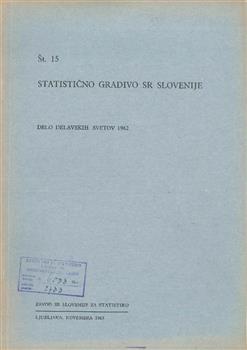 Št. 15
STATISTIČNO GRADIVO SR SLOVENIJE
DELO DELAVSKIH SVETOV 1962
ZAVOD SR SLOVENIJE ZA STATISTIKO
LJUBLJANA, NOVEMBRA 1963